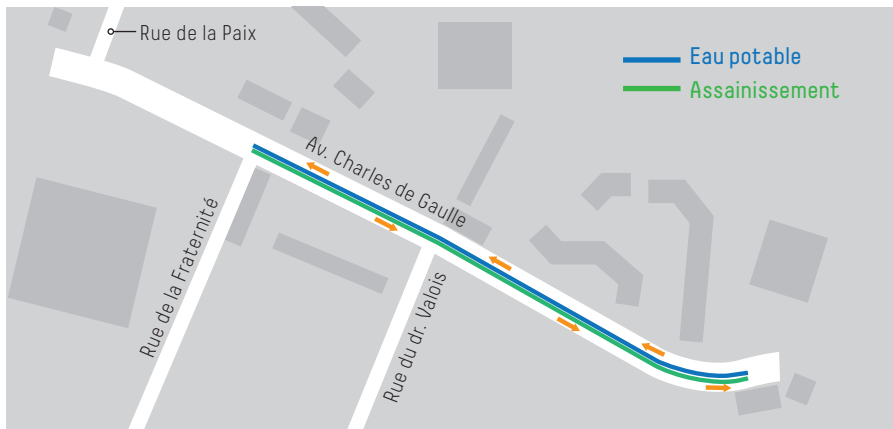 Rue de la Paix
Eau potable
Assainissement
Av. Charles de Gaulle
Rue de la Fraternité
Rue du dr. Valois